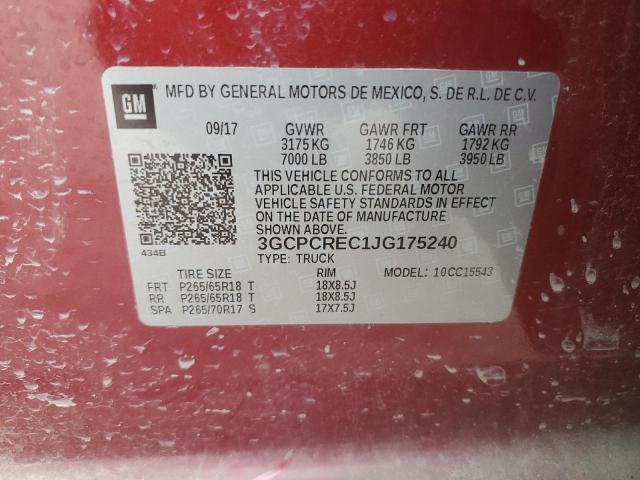 GM MFD BY GENERAL MOTORS DE MEXICO, S. DE R.L. DE C.V.
09/17 GVWR GAWR FRT GAWR RR
3175 KG 1746 KG 1792 KG
7000 LB 3850 LB 3950 LB
THIS VEHICLE CONFORMS TO ALL
APPLICABLE U.S. FEDERAL MOTOR
VEHICLE SAFETY STANDARDS IN EFFECT
ON THE DATE OF MANUFACTURE
SHOWN ABOVE.
434B 3GCPCREC1JG175240
TYPE: TRUCK
TIRE SIZE RIM MODEL: 10CC15543
FRT P265/65R18 T 18X8.5J
RR P265/65R18 T 18X8.5J
SPA P265/70R17 S 17X7.5J